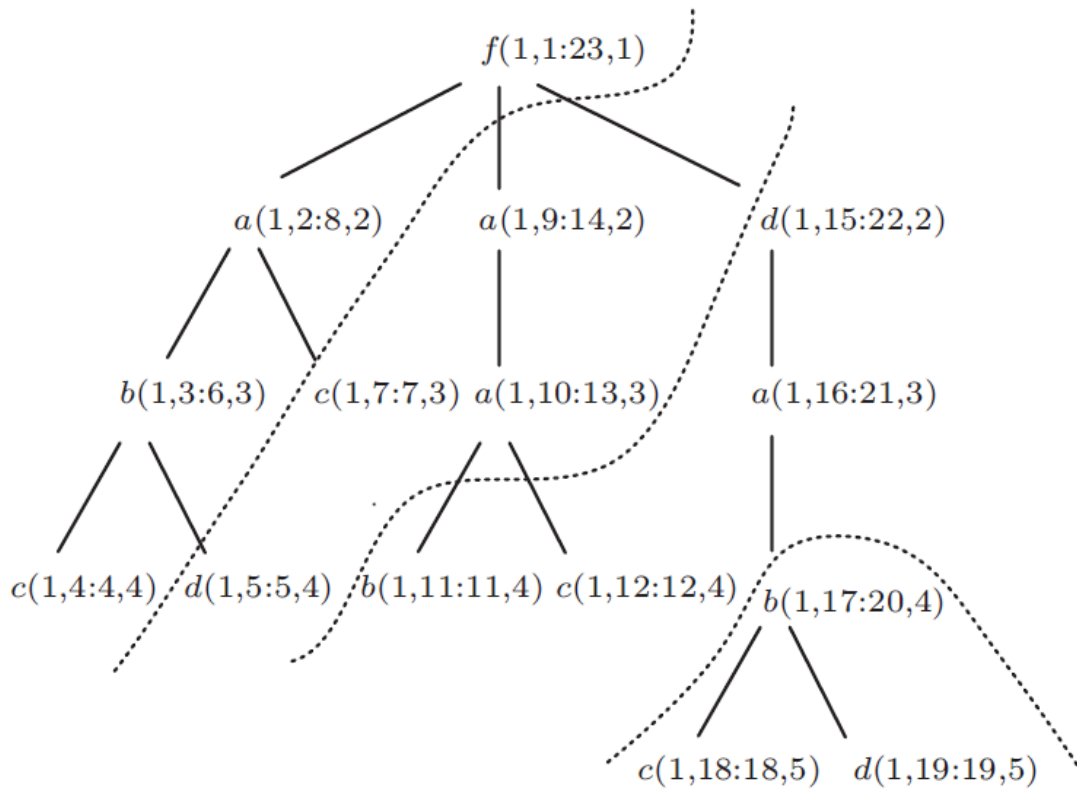 f(1,1:23,1)
a(1,2:8,2) a(1,9:14,2) d(1,15:22,2)
b(1,3:6,3) c(1,7:7,3) a(1,10:13,3) a(1,16:21,3)
c(1,4:4,4) d(1,5:5,4) b(1,11:11,4) c(1,12:12,4) b(1,17:20,4)
c(1,18:18,5) d(1,19:19,5)